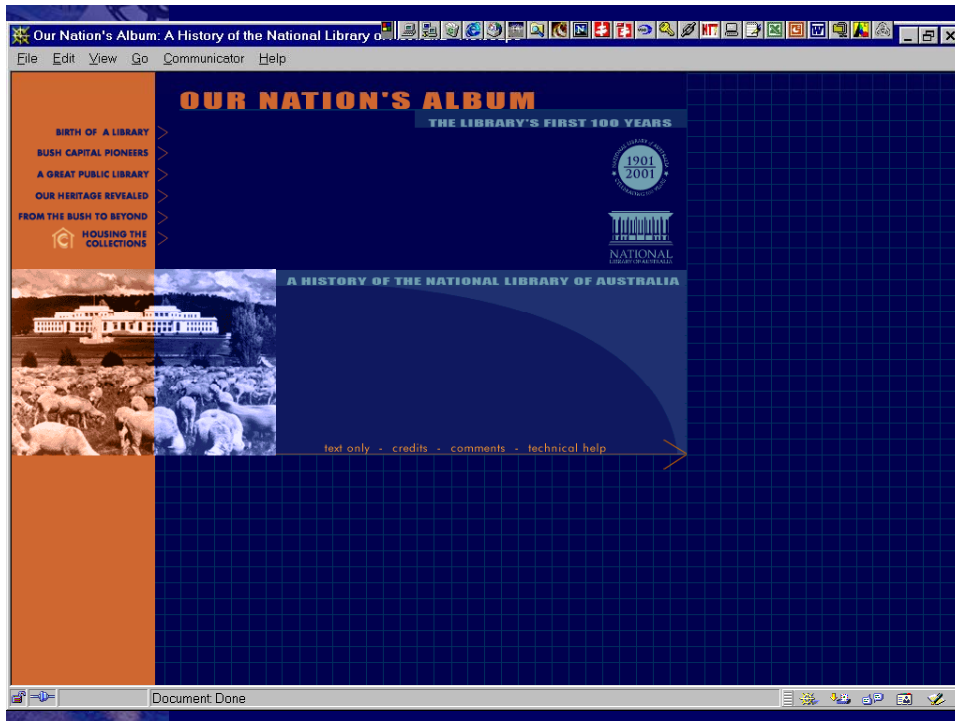 Our Nation's Album: A History of the National Library o
File Edit View Go Communicator Help
OUR NATION'S ALBUM
THE LIBRARY'S FIRST 100 YEARS
BIRTH OF A LIBRARY
BUSH CAPITAL PIONEERS
A GREAT PUBLIC LIBRARY
OUR HERITAGE REVEALED
FROM THE BUSH TO BEYOND
HOUSING THE
COLLECTIONS
1901
2001
NATIONAL
LIBRARY OF AUSTRALIA
A HISTORY OF THE NATIONAL LIBRARY OF AUSTRALIA
text only - credits - comments - technical help
Document: Done